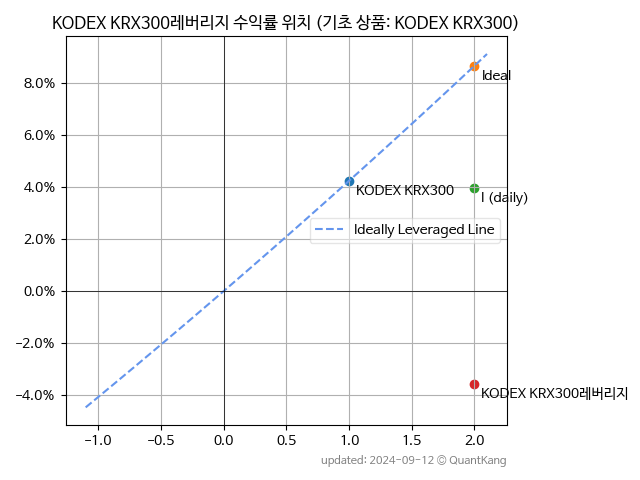 KODEX KRX300레버리지 수익률 위치 (기초 상품: KODEX KRX300)
8.0%
6.0%
4.0%
2.0%
0.0%
−2.0%
−4.0%
Ideal
KODEX KRX300
I (daily)
Ideally Leveraged Line
KODEX KRX300레버리지
−1.0 −0.5 0.0 0.5 1.0 1.5 2.0
updated: 2024-09-12 © QuantKang